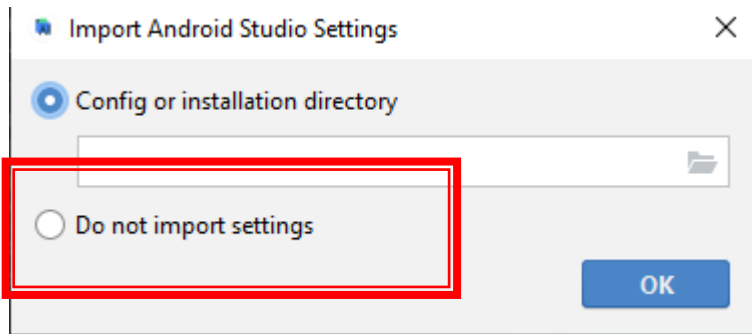 Import Android Studio Settings
Config or installation directory
Do not import settings
OK